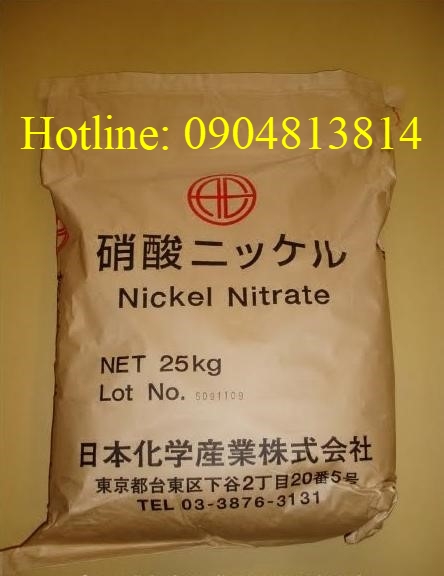 Hotline: 0904813814
硝酸ニッケル
Nickel Nitrate
NET 25kg
Lot No. 5091109
日本化学産業株式会社
東京都台東区下谷2丁目20番5号
TEL 03-3876-3131